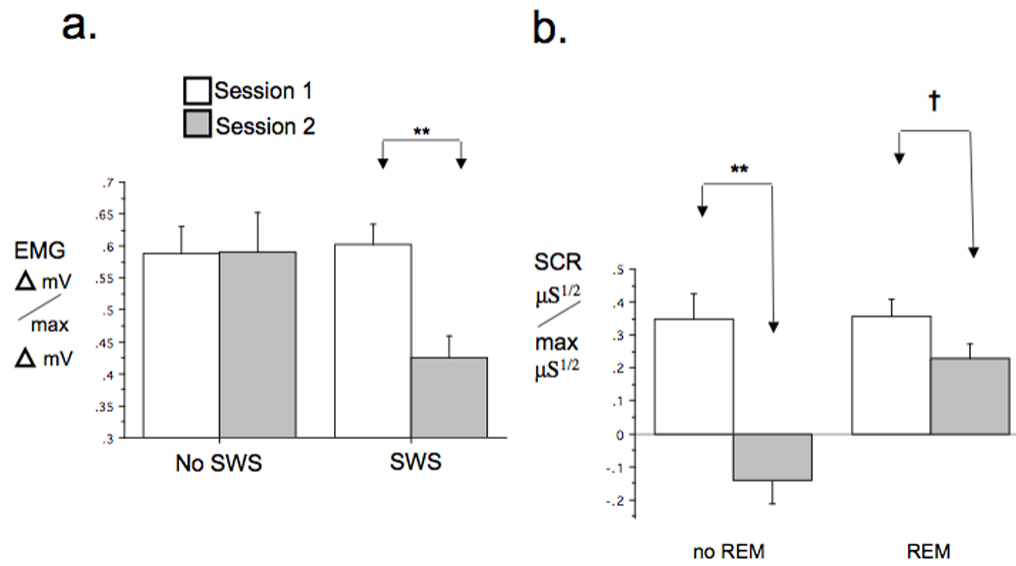 a.
Session 1
Session 2
**
.7
.65
.6
.55
.5
.45
.4
.35
.3
EMG
Δ mV
max
Δ mV
No SWS
SWS
b.
**
†
SCR
μS1/2
max
μS1/2
.5
.4
.3
.2
.1
0
-.1
-.2
no REM
REM